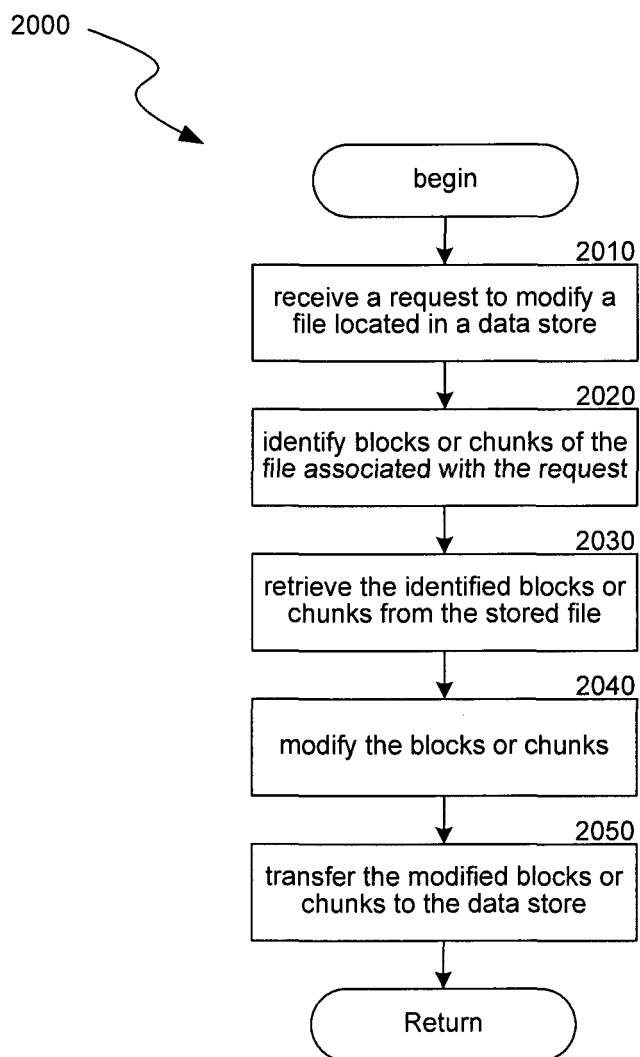 2000
begin
2010
receive a request to modify a
file located in a data store
2020
identify blocks or chunks of the
file associated with the request
2030
retrieve the identified blocks or
chunks from the stored file
2040
modify the blocks or chunks
2050
transfer the modified blocks or
chunks to the data store
Return